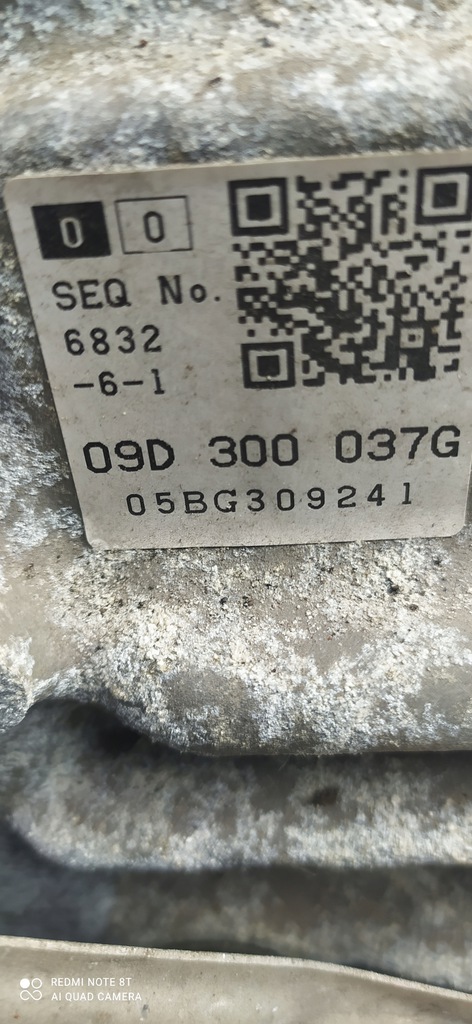 0 0
SEQ No.
6832
-6-1
09D 300 037G
05BG309241
REDMI NOTE 8T
AI QUAD CAMERA